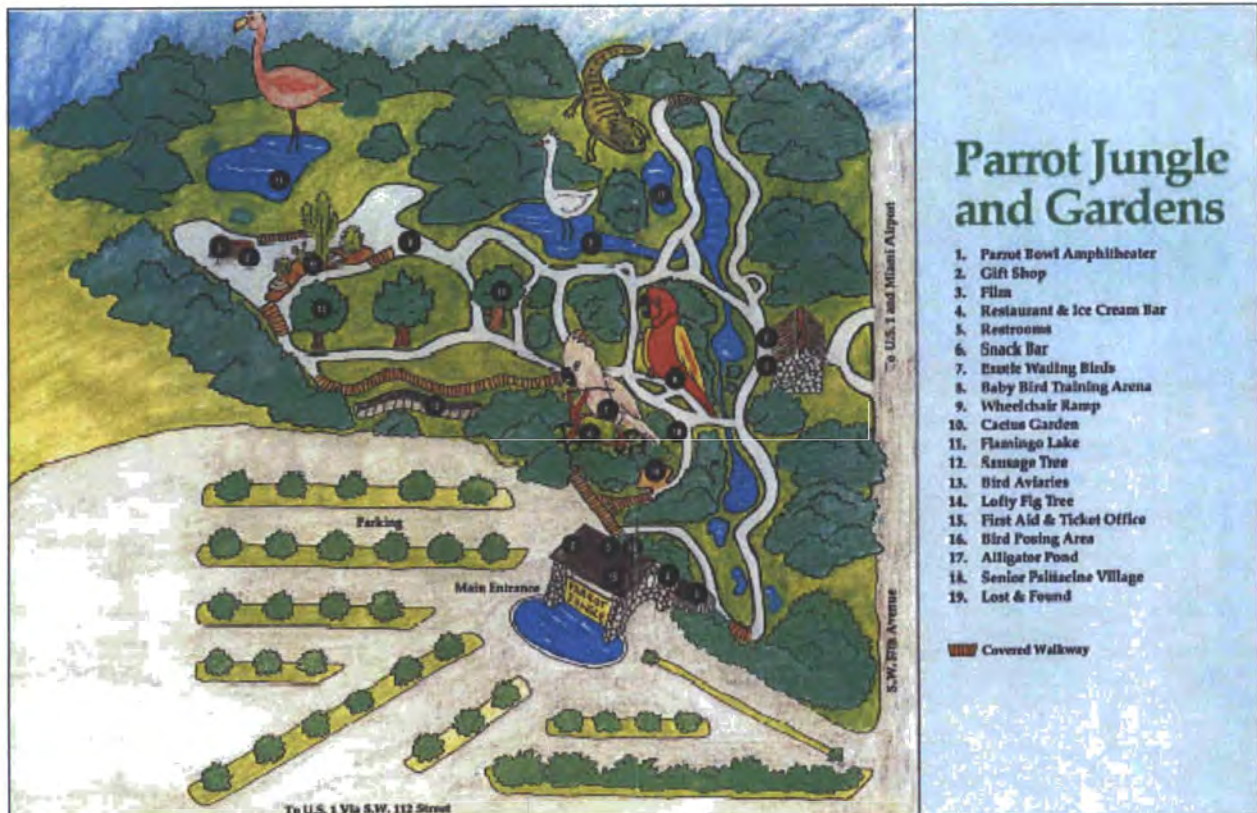 Parrot Jungle
and Gardens
1. Parrot Bowl Amphitheater
2. Gift Shop
3. Film
4. Restaurant & Ice Cream Bar
5. Restrooms
6. Snack Bar
7. Exotic Wading Birds
8. Baby Bird Training Arena
9. Wheelchair Ramp
10. Cactus Garden
11. Flamingo Lake
12. Sausage Tree
13. Bird Aviaries
14. Lofty Fig Tree
15. First Aid & Ticket Office
16. Bird Posing Area
17. Alligator Pond
18. Senior Psittacine Village
19. Lost & Found
Covered Walkway
To U.S. 1 and Miami Airport
Parking
Main Entrance
PARROT
JUNGLE
S.W. 57th Avenue
To U.S. 1 Via S.W. 112 Street